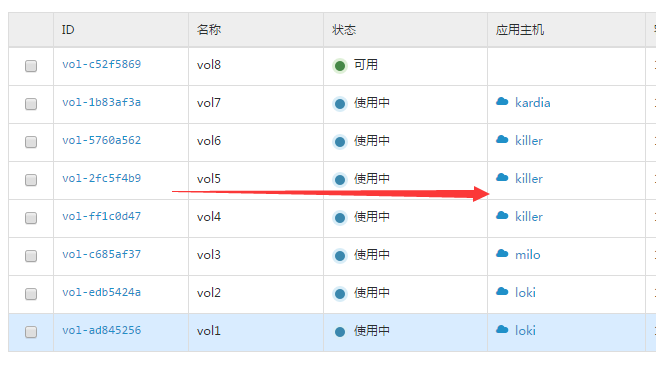 ID 名称 状态 应用主机
vol-c52f5869 vol8 可用
vol-1b83af3a vol7 使用中 kardia
vol-5760a562 vol6 使用中 killer
vol-2fc5f4b9 vol5 使用中 killer
vol-ff1c0d47 vol4 使用中 killer
vol-c685af37 vol3 使用中 milo
vol-edb5424a vol2 使用中 loki
vol-ad845256 vol1 使用中 loki